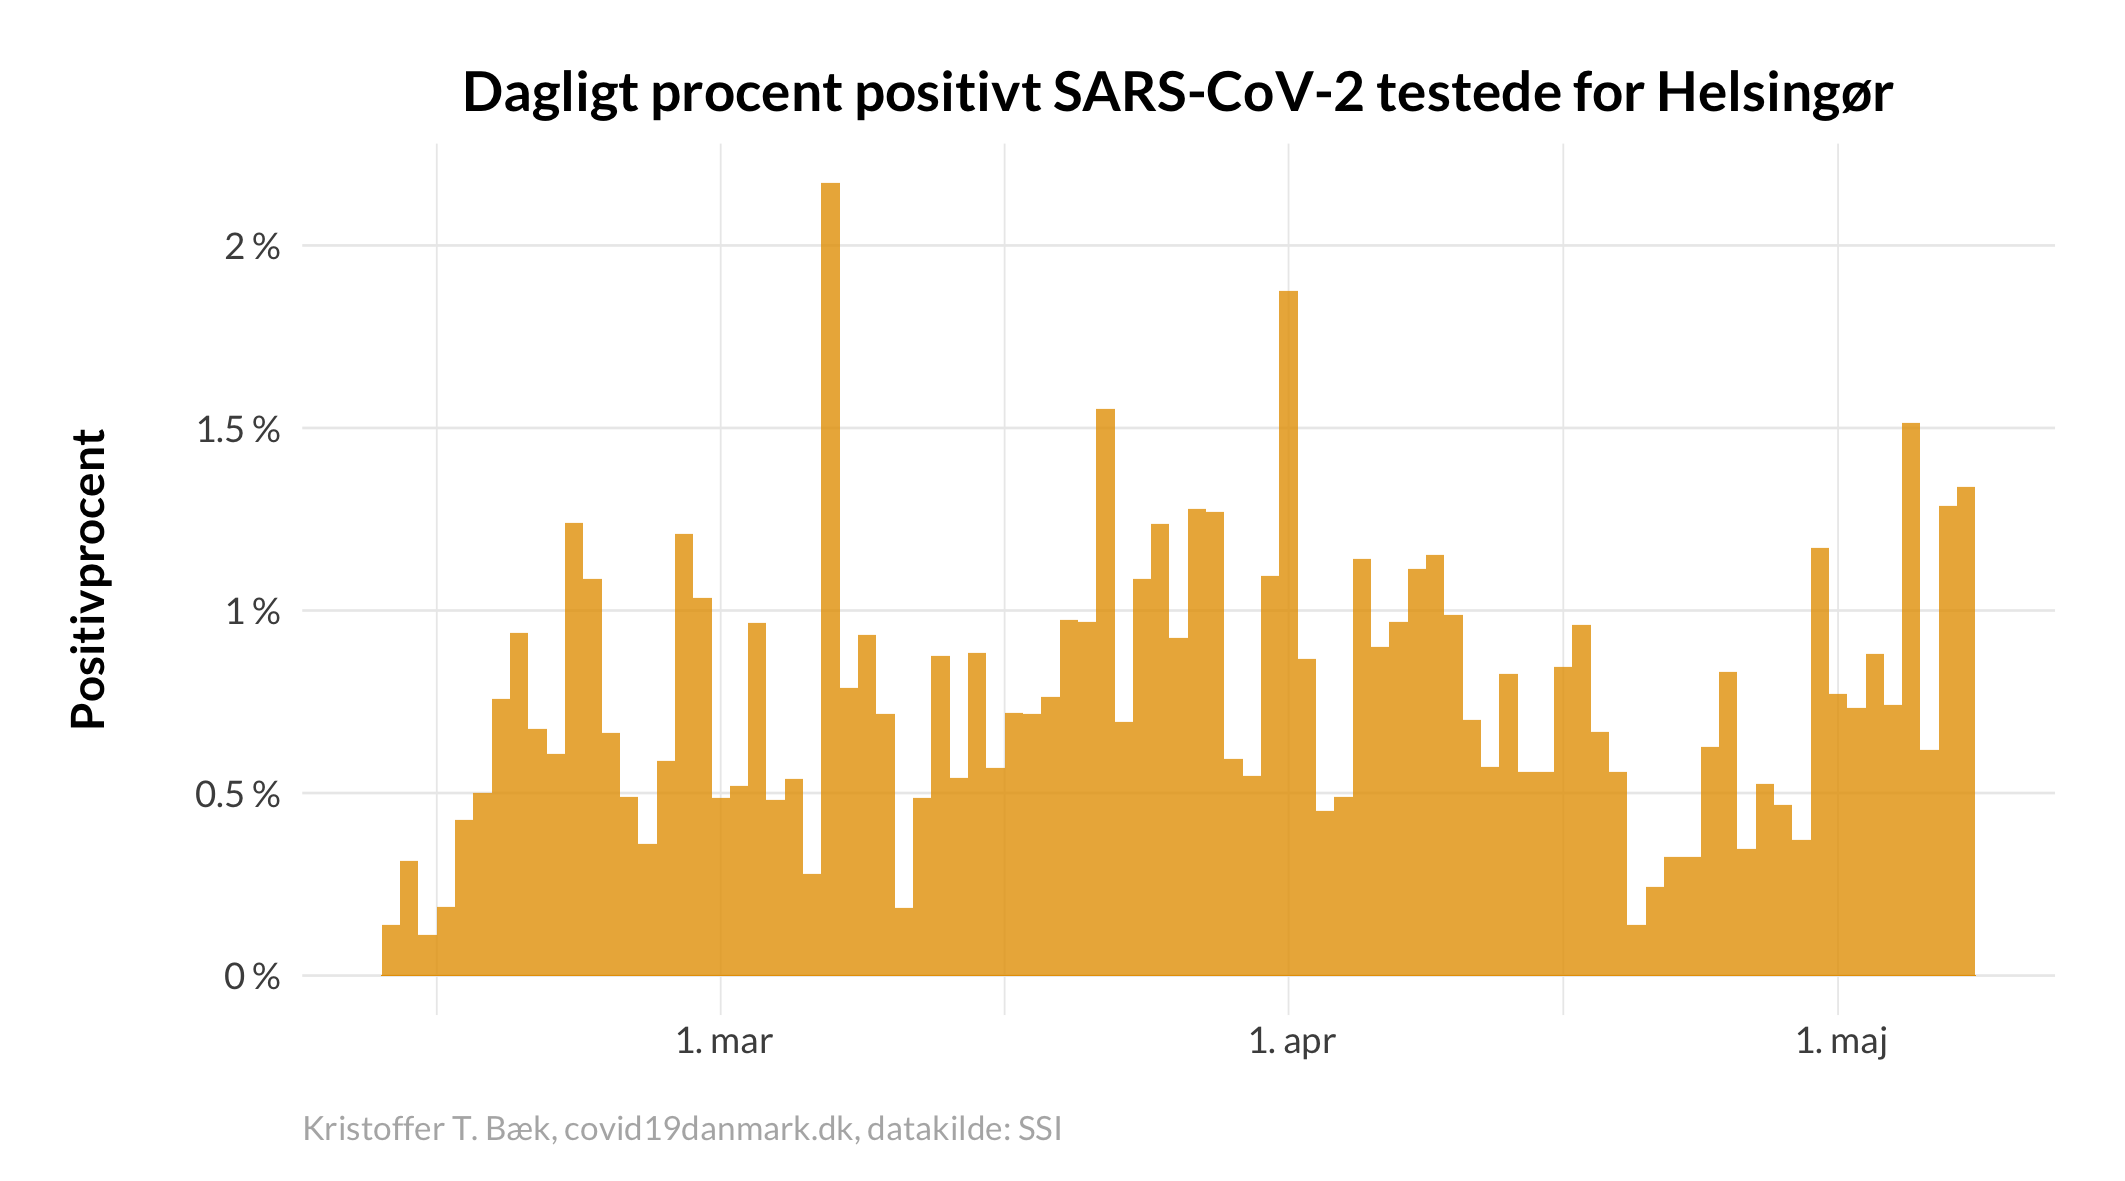 Dagligt procent positivt SARS-CoV-2 testede for Helsingør
Positivprocent
2 %
1.5 %
1 %
0.5 %
0 %
1. mar
1. apr
1. maj
Kristoffer T. Bæk, covid19danmark.dk, datakilde: SSI